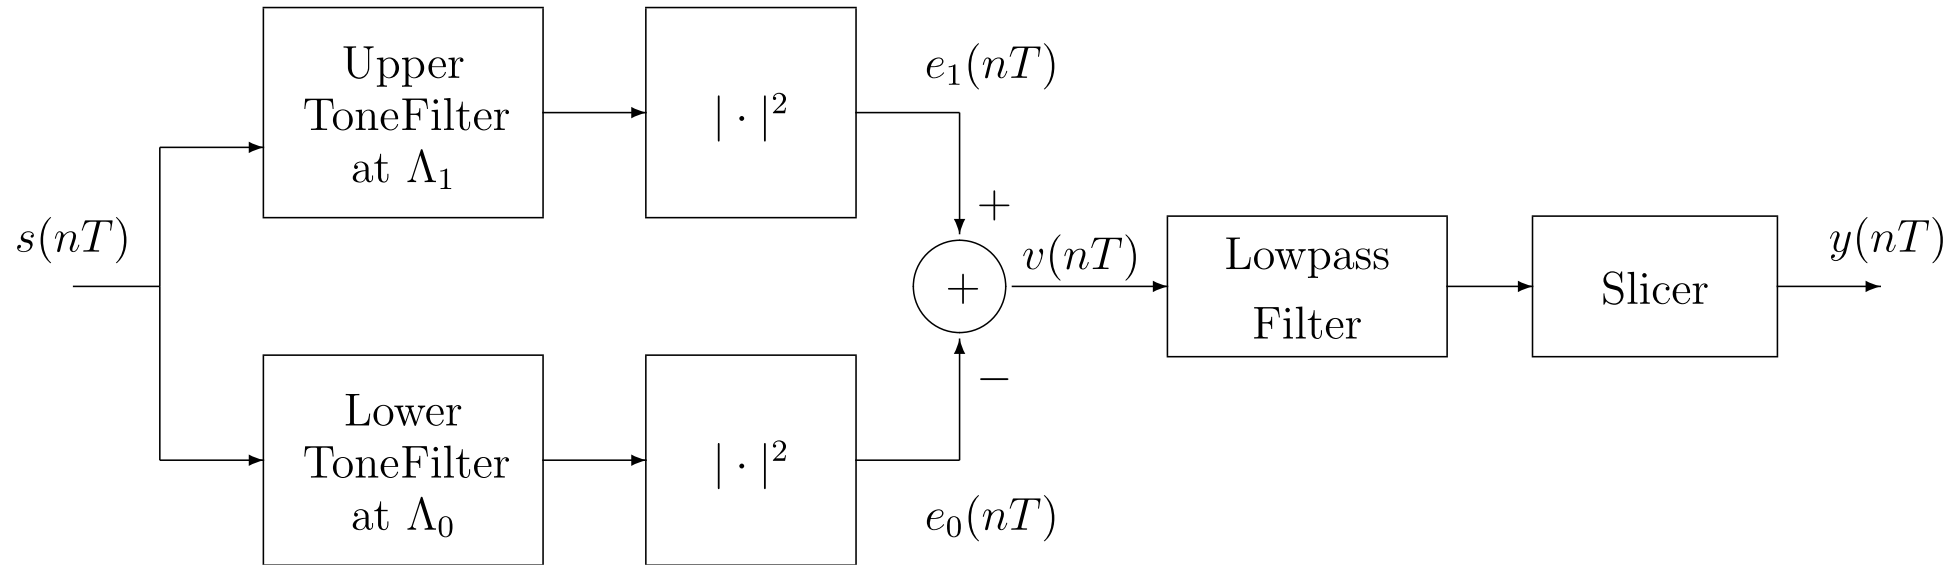 Upper
ToneFilter
at Λ₁
| · |²
e₁(nT)
+
s(nT)
+
v(nT)
Lowpass
Filter
Slicer
y(nT)
−
Lower
ToneFilter
at Λ₀
| · |²
e₀(nT)